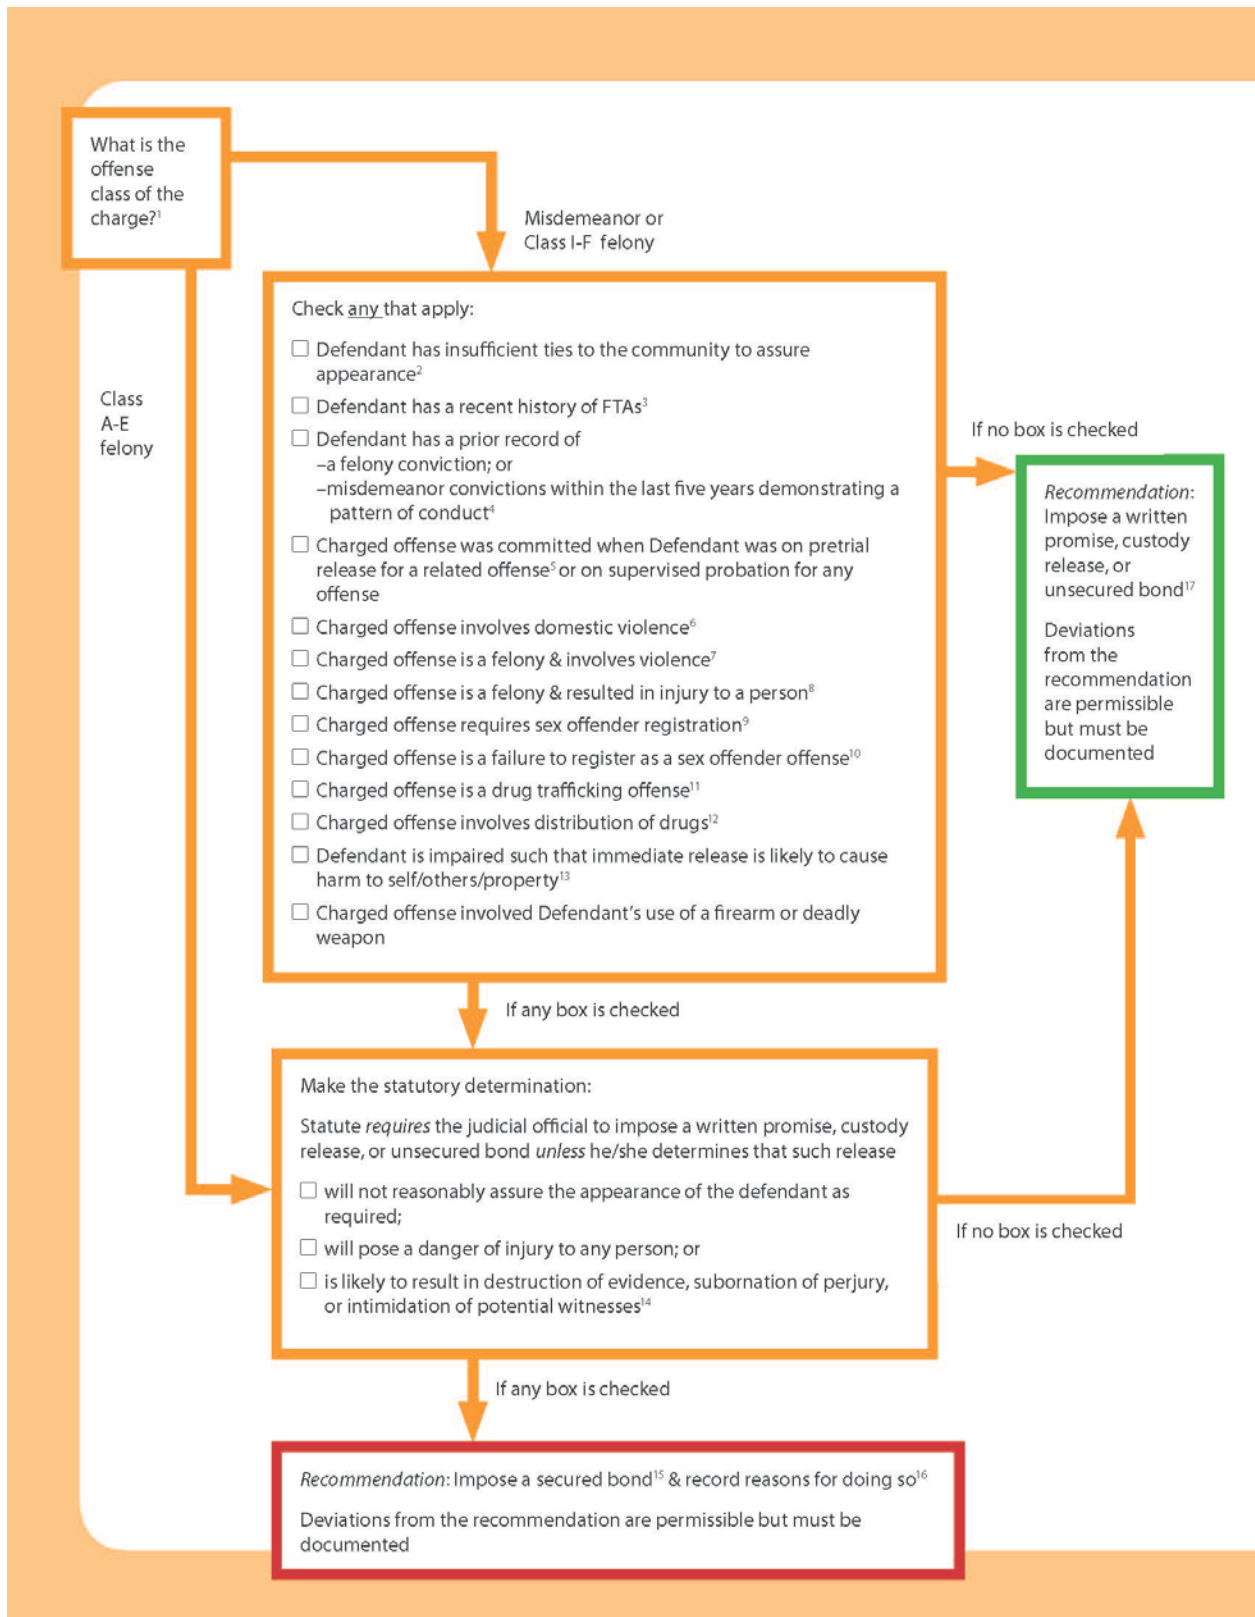 What is the
offense
class of the
charge?¹
Misdemeanor or
Class I-F felony
Class
A-E
felony
Check any that apply:
☐ Defendant has insufficient ties to the community to assure
appearance²
☐ Defendant has a recent history of FTAs³
☐ Defendant has a prior record of
–a felony conviction; or
–misdemeanor convictions within the last five years demonstrating a
pattern of conduct⁴
☐ Charged offense was committed when Defendant was on pretrial
release for a related offense⁵ or on supervised probation for any
offense
☐ Charged offense involves domestic violence⁶
☐ Charged offense is a felony & involves violence⁷
☐ Charged offense is a felony & resulted in injury to a person⁸
☐ Charged offense requires sex offender registration⁹
☐ Charged offense is a failure to register as a sex offender offense¹⁰
☐ Charged offense is a drug trafficking offense¹¹
☐ Charged offense involves distribution of drugs¹²
☐ Defendant is impaired such that immediate release is likely to cause
harm to self/others/property¹³
☐ Charged offense involved Defendant's use of a firearm or deadly
weapon
If no box is checked
Recommendation:
Impose a written
promise, custody
release, or
unsecured bond¹⁷
Deviations
from the
recommendation
are permissible
but must be
documented
If any box is checked
Make the statutory determination:
Statute requires the judicial official to impose a written promise, custody
release, or unsecured bond unless he/she determines that such release
☐ will not reasonably assure the appearance of the defendant as
required;
☐ will pose a danger of injury to any person; or
☐ is likely to result in destruction of evidence, subornation of perjury,
or intimidation of potential witnesses¹⁴
If no box is checked
If any box is checked
Recommendation: Impose a secured bond¹⁵ & record reasons for doing so¹⁶
Deviations from the recommendation are permissible but must be
documented